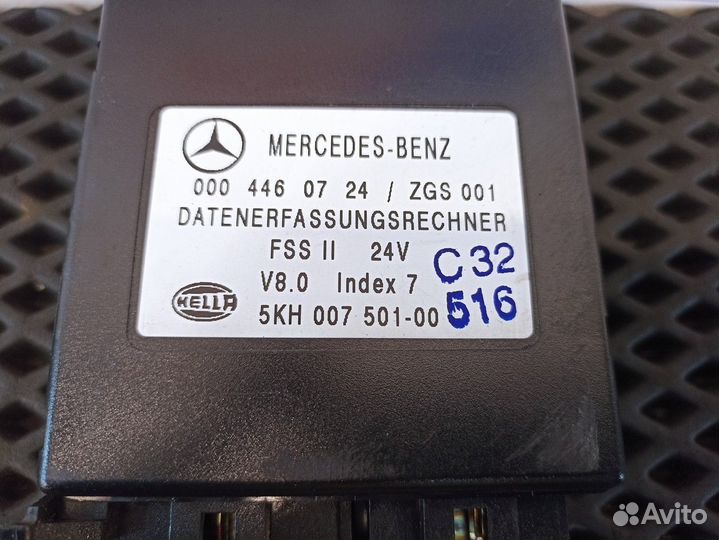 MERCEDES-BENZ
000 446 07 24 / ZGS 001
DATENERFASSUNGSRECHNER
FSS II 24V
V8.0 Index 7
C32
HELLA
5KH 007 501-00
516
Avito